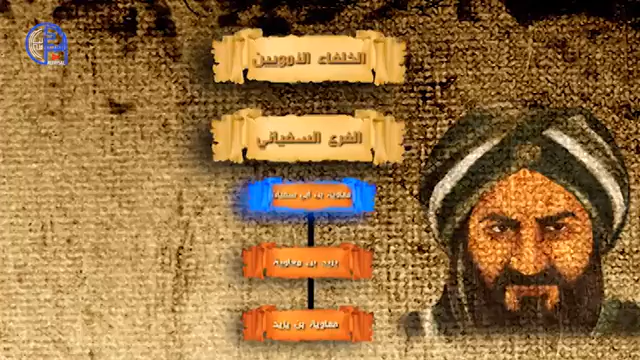 الخلفاء الأمويين
الفرع السفياني
معاوية بن أبي سفيان
يزيد بن معاوية
معاوية بن يزيد